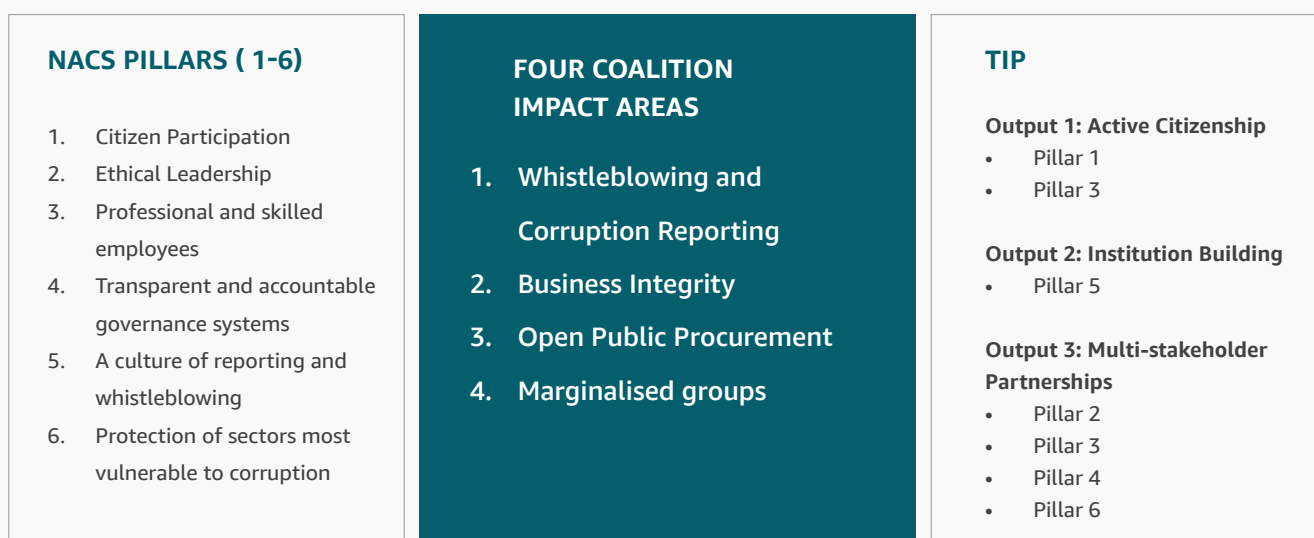 NACS PILLARS ( 1-6)
1. Citizen Participation
2. Ethical Leadership
3. Professional and skilled
employees
4. Transparent and accountable
governance systems
5. A culture of reporting and
whistleblowing
6. Protection of sectors most
vulnerable to corruption
FOUR COALITION
IMPACT AREAS
1. Whistleblowing and
Corruption Reporting
2. Business Integrity
3. Open Public Procurement
4. Marginalised groups
TIP
Output 1: Active Citizenship
• Pillar 1
• Pillar 3
Output 2: Institution Building
• Pillar 5
Output 3: Multi-stakeholder
Partnerships
• Pillar 2
• Pillar 3
• Pillar 4
• Pillar 6